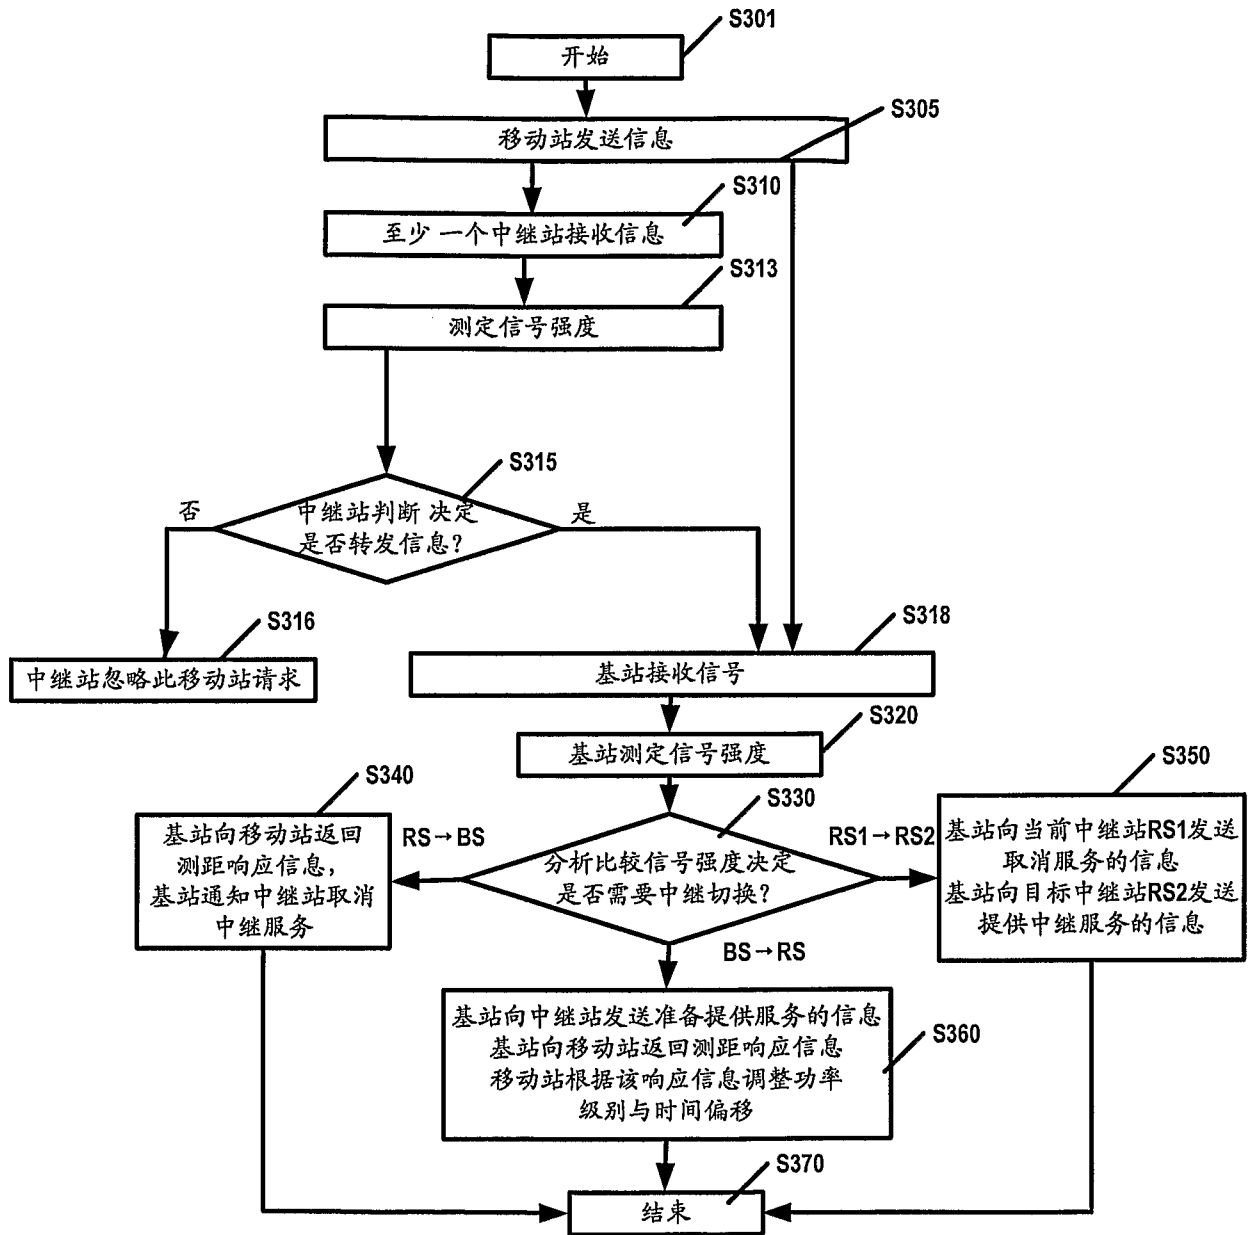 S301
开始
S305
移动站发送信息
S310
至少 一个中继站接收信息
S313
测定信号强度
S315
否
中继站判断 决定
是否转发信息?
是
S316
中继站忽略此移动站请求
S318
基站接收信号
S320
基站测定信号强度
S340
基站向移动站返回
测距响应信息，
基站通知中继站取消
中继服务
RS→BS
S330
分析比较信号强度决定
是否需要中继切换?
RS1→RS2
S350
基站向当前中继站RS1发送
取消服务的信息
基站向目标中继站RS2发送
提供中继服务的信息
BS→RS
基站向中继站发送准备提供服务的信息
基站向移动站返回测距响应信息
移动站根据该响应信息调整功率
级别与时间偏移
S360
S370
结束